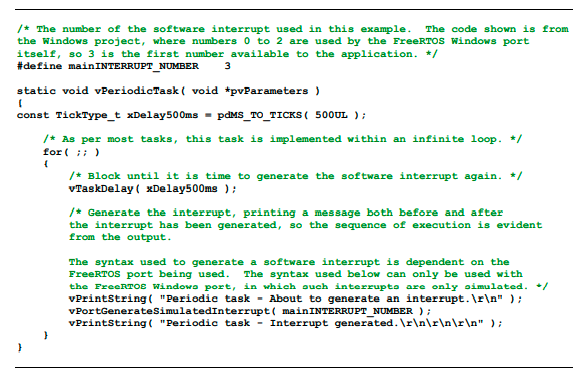 /* The number of the software interrupt used in this example.  The code shown is from
the Windows project, where numbers 0 to 2 are used by the FreeRTOS Windows port
itself, so 3 is the first number available to the application. */
#define mainINTERRUPT_NUMBER    3
static void vPeriodicTask( void *pvParameters )
{
const TickType_t xDelay500ms = pdMS_TO_TICKS( 500UL );
    /* As per most tasks, this task is implemented within an infinite loop. */
    for( ;; )
    {
        /* Block until it is time to generate the software interrupt again. */
        vTaskDelay( xDelay500ms );
        /* Generate the interrupt, printing a message both before and after
        the interrupt has been generated, so the sequence of execution is evident
        from the output.
        The syntax used to generate a software interrupt is dependent on the
        FreeRTOS port being used.  The syntax used below can only be used with
        the FreeRTOS Windows port, in which such interrupts are only simulated. */
        vPrintString( "Periodic task - About to generate an interrupt.\r\n" );
        vPortGenerateSimulatedInterrupt( mainINTERRUPT_NUMBER );
        vPrintString( "Periodic task - Interrupt generated.\r\n\r\n\r\n" );
    }
}